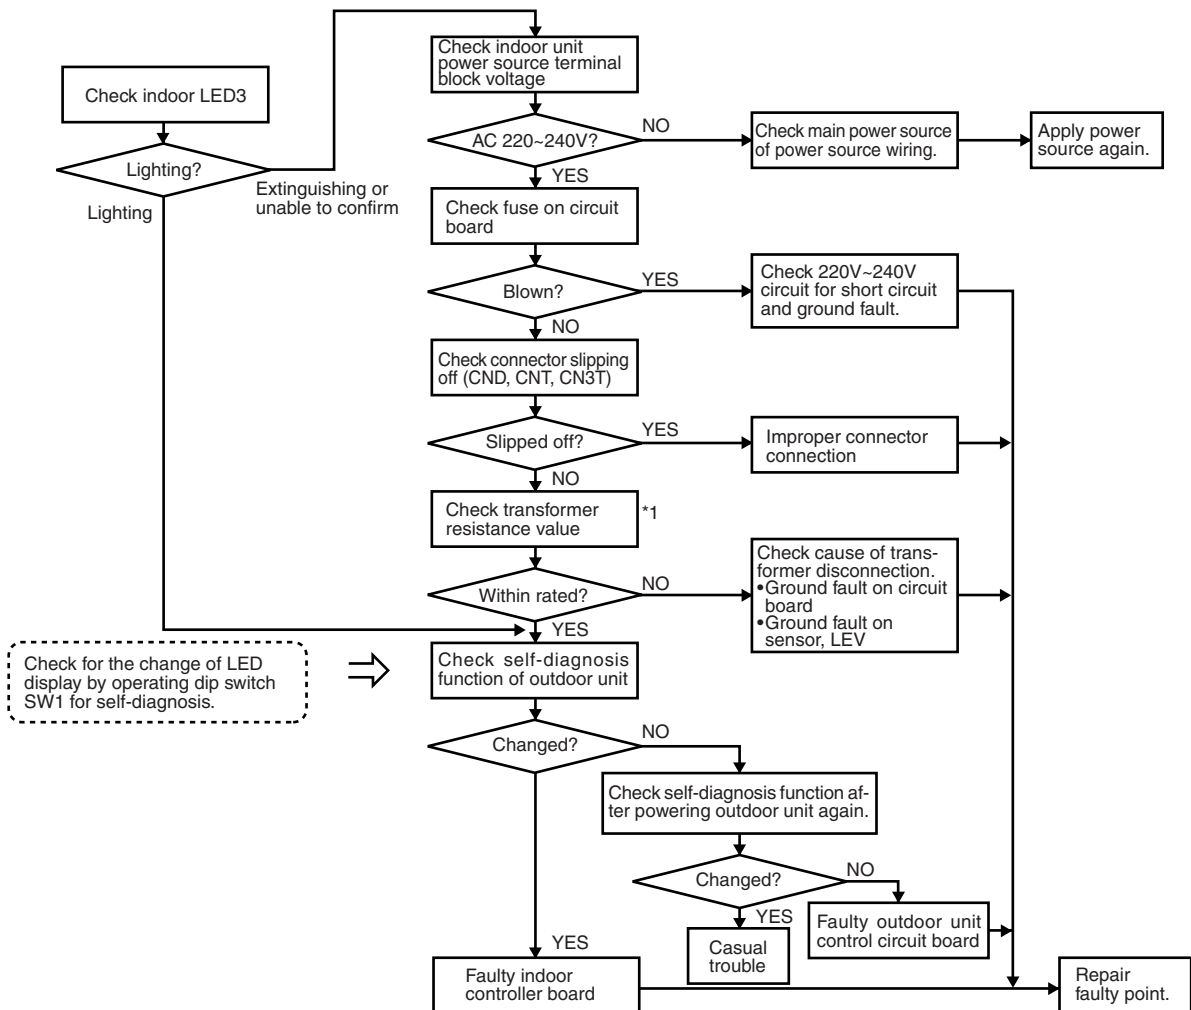 Check indoor unit
power source terminal
block voltage
Check indoor LED3
AC 220~240V?
NO
Check main power source
of power source wiring.
Apply power
source again.
Lighting?
YES
Extinguishing or
unable to confirm
Lighting
Check fuse on circuit
board
Blown?
YES
Check 220V~240V
circuit for short circuit
and ground fault.
NO
Check connector slipping
off (CND, CNT, CN3T)
Slipped off?
YES
Improper connector
connection
NO
Check transformer
resistance value
*1
Within rated?
NO
Check cause of trans-
former disconnection.
•Ground fault on circuit
board
•Ground fault on
sensor, LEV
YES
Check for the change of LED
display by operating dip switch
SW1 for self-diagnosis.
Check self-diagnosis
function of outdoor unit
Changed?
NO
Check self-diagnosis function af-
ter powering outdoor unit again.
Changed?
NO
YES
Faulty outdoor unit
control circuit board
Casual
trouble
YES
Faulty indoor
controller board
Repair
faulty point.